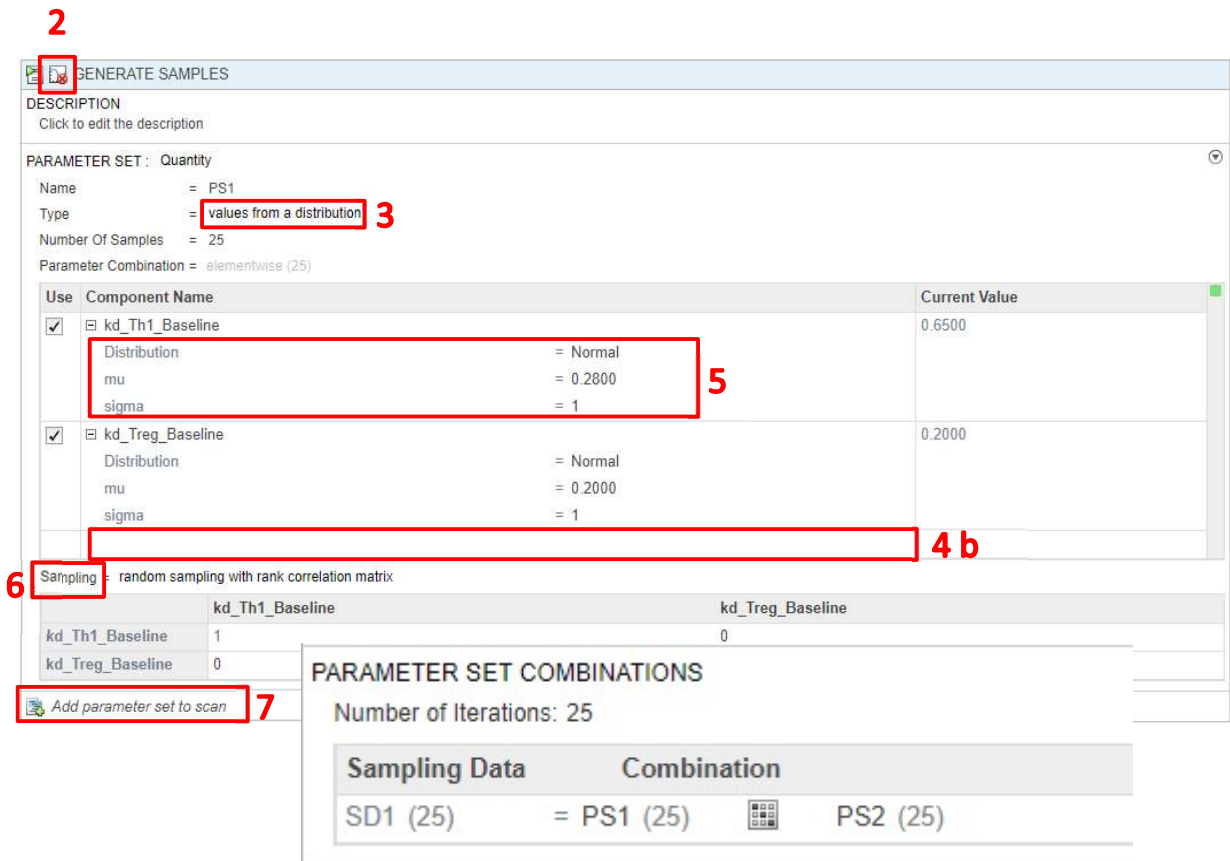 2
GENERATE SAMPLES
DESCRIPTION
Click to edit the description
PARAMETER SET : Quantity
Name = PS1
Type = values from a distribution 3
Number Of Samples = 25
Parameter Combination = elementwise (25)
Use Component Name Current Value
kd_Th1_Baseline 0.6500
Distribution = Normal
mu = 0.2800 5
sigma = 1
kd_Treg_Baseline 0.2000
Distribution = Normal
mu = 0.2000
sigma = 1
4 b
6 Sampling = random sampling with rank correlation matrix
kd_Th1_Baseline kd_Treg_Baseline
kd_Th1_Baseline 1 0
kd_Treg_Baseline 0
Add parameter set to scan 7
PARAMETER SET COMBINATIONS
Number of Iterations: 25
Sampling Data Combination
SD1 (25) = PS1 (25) PS2 (25)